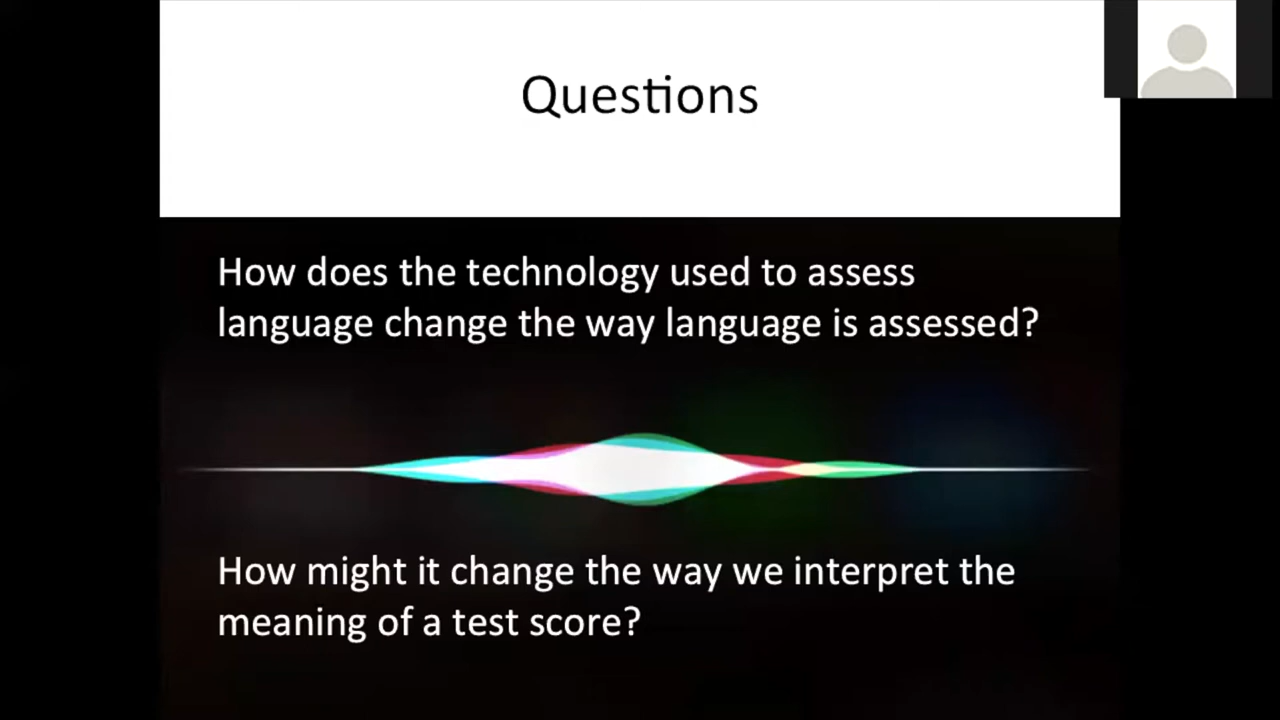 Questions
How does the technology used to assess
language change the way language is assessed?
How might it change the way we interpret the
meaning of a test score?